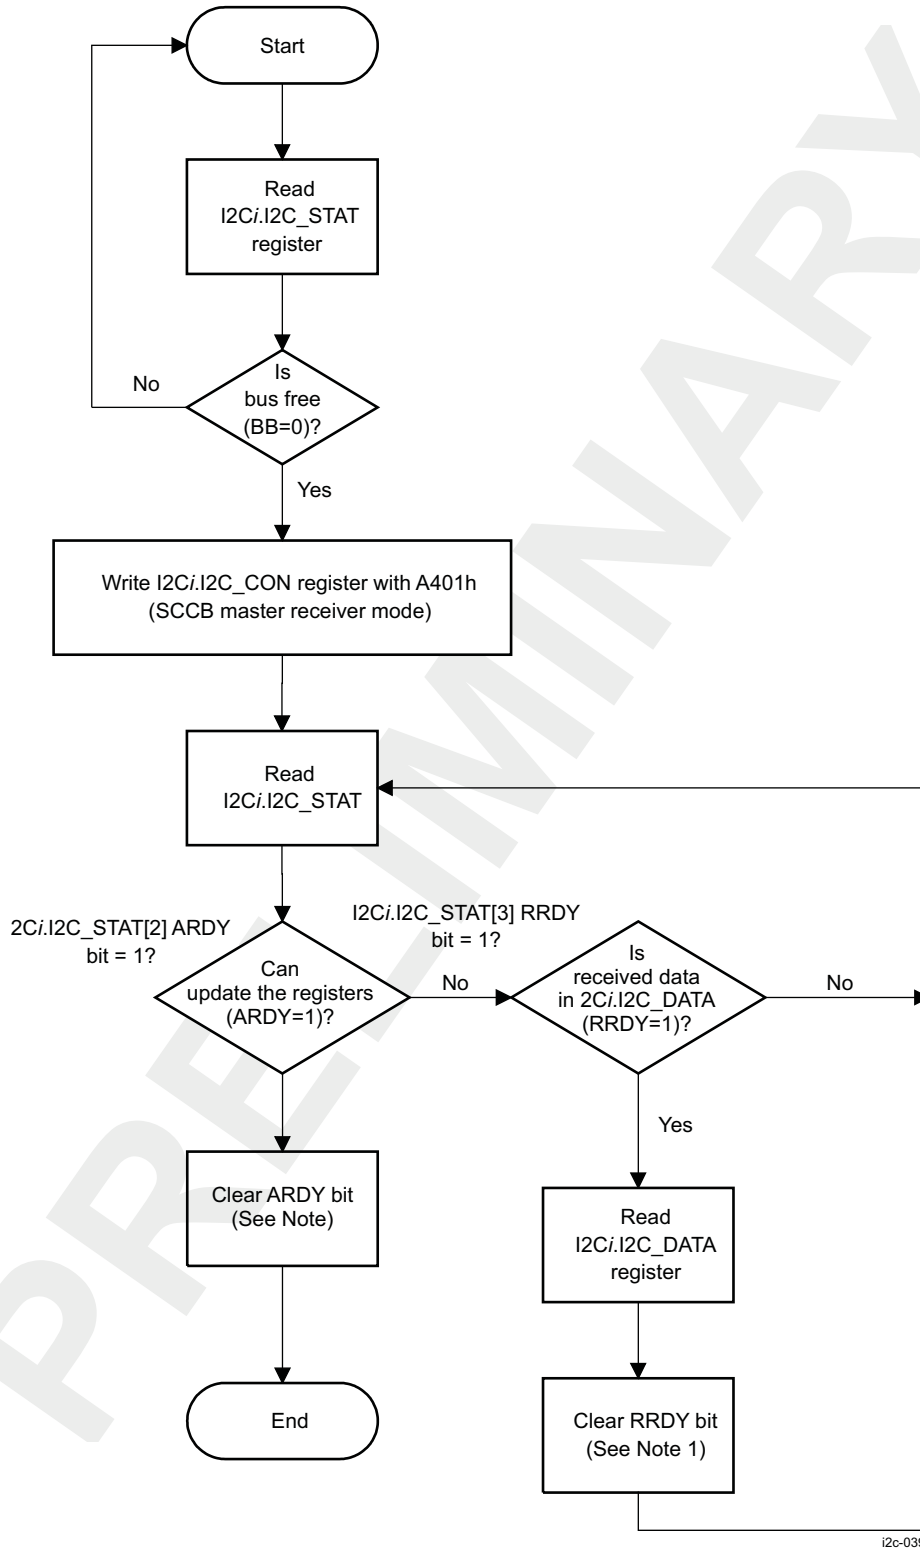 Start
Read
I2Ci.I2C_STAT
register
Is
bus free
(BB=0)?
No
Yes
Write I2Ci.I2C_CON register with A401h
(SCCB master receiver mode)
Read
I2Ci.I2C_STAT
2Ci.I2C_STAT[2] ARDY
bit = 1?
I2Ci.I2C_STAT[3] RRDY
bit = 1?
Can
update the registers
(ARDY=1)?
No
Is
received data
in 2Ci.I2C_DATA
(RRDY=1)?
No
Yes
Clear ARDY bit
(See Note)
Read
I2Ci.I2C_DATA
register
End
Clear RRDY bit
(See Note 1)
i2c-039
PRELIMINARY